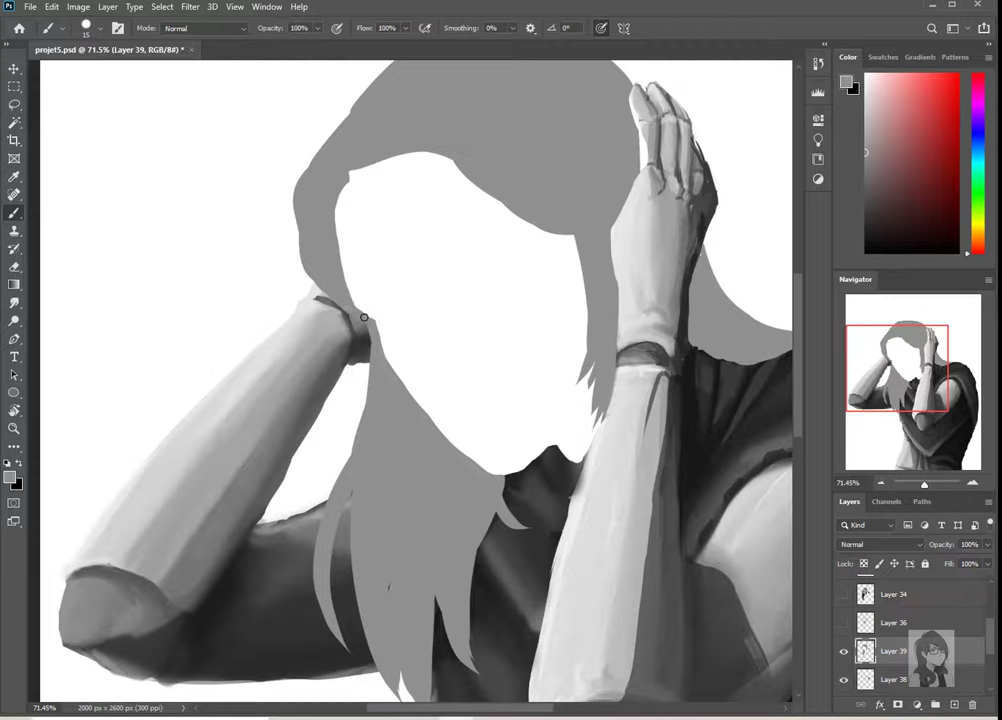 Ps File Edit Image Layer Type Select Filter 3D View Window Help
15 Mode: Normal Opacity: 100% Flow: 100% Smoothing: 0% 0°
projet5.psd @ 71.5% (Layer 39, RGB/8#) * ×
Color Swatches Gradients Patterns
Navigator
71.45%
Layers Channels Paths
Kind
Normal Opacity: 100%
Lock: Fill: 100%
Layer 34
Layer 36
Layer 39
Layer 38
71.45% 2000 px x 2600 px (300 ppi)